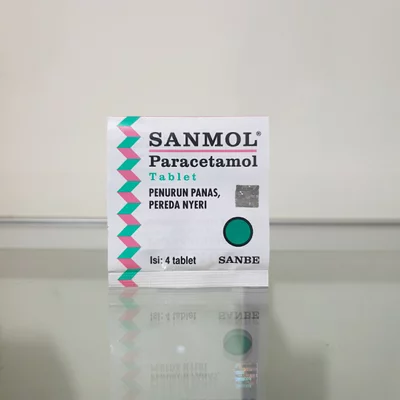 SANMOL®
Paracetamol
Tablet
PENURUN PANAS,
PEREDA NYERI
Isi: 4 tablet
SANBE